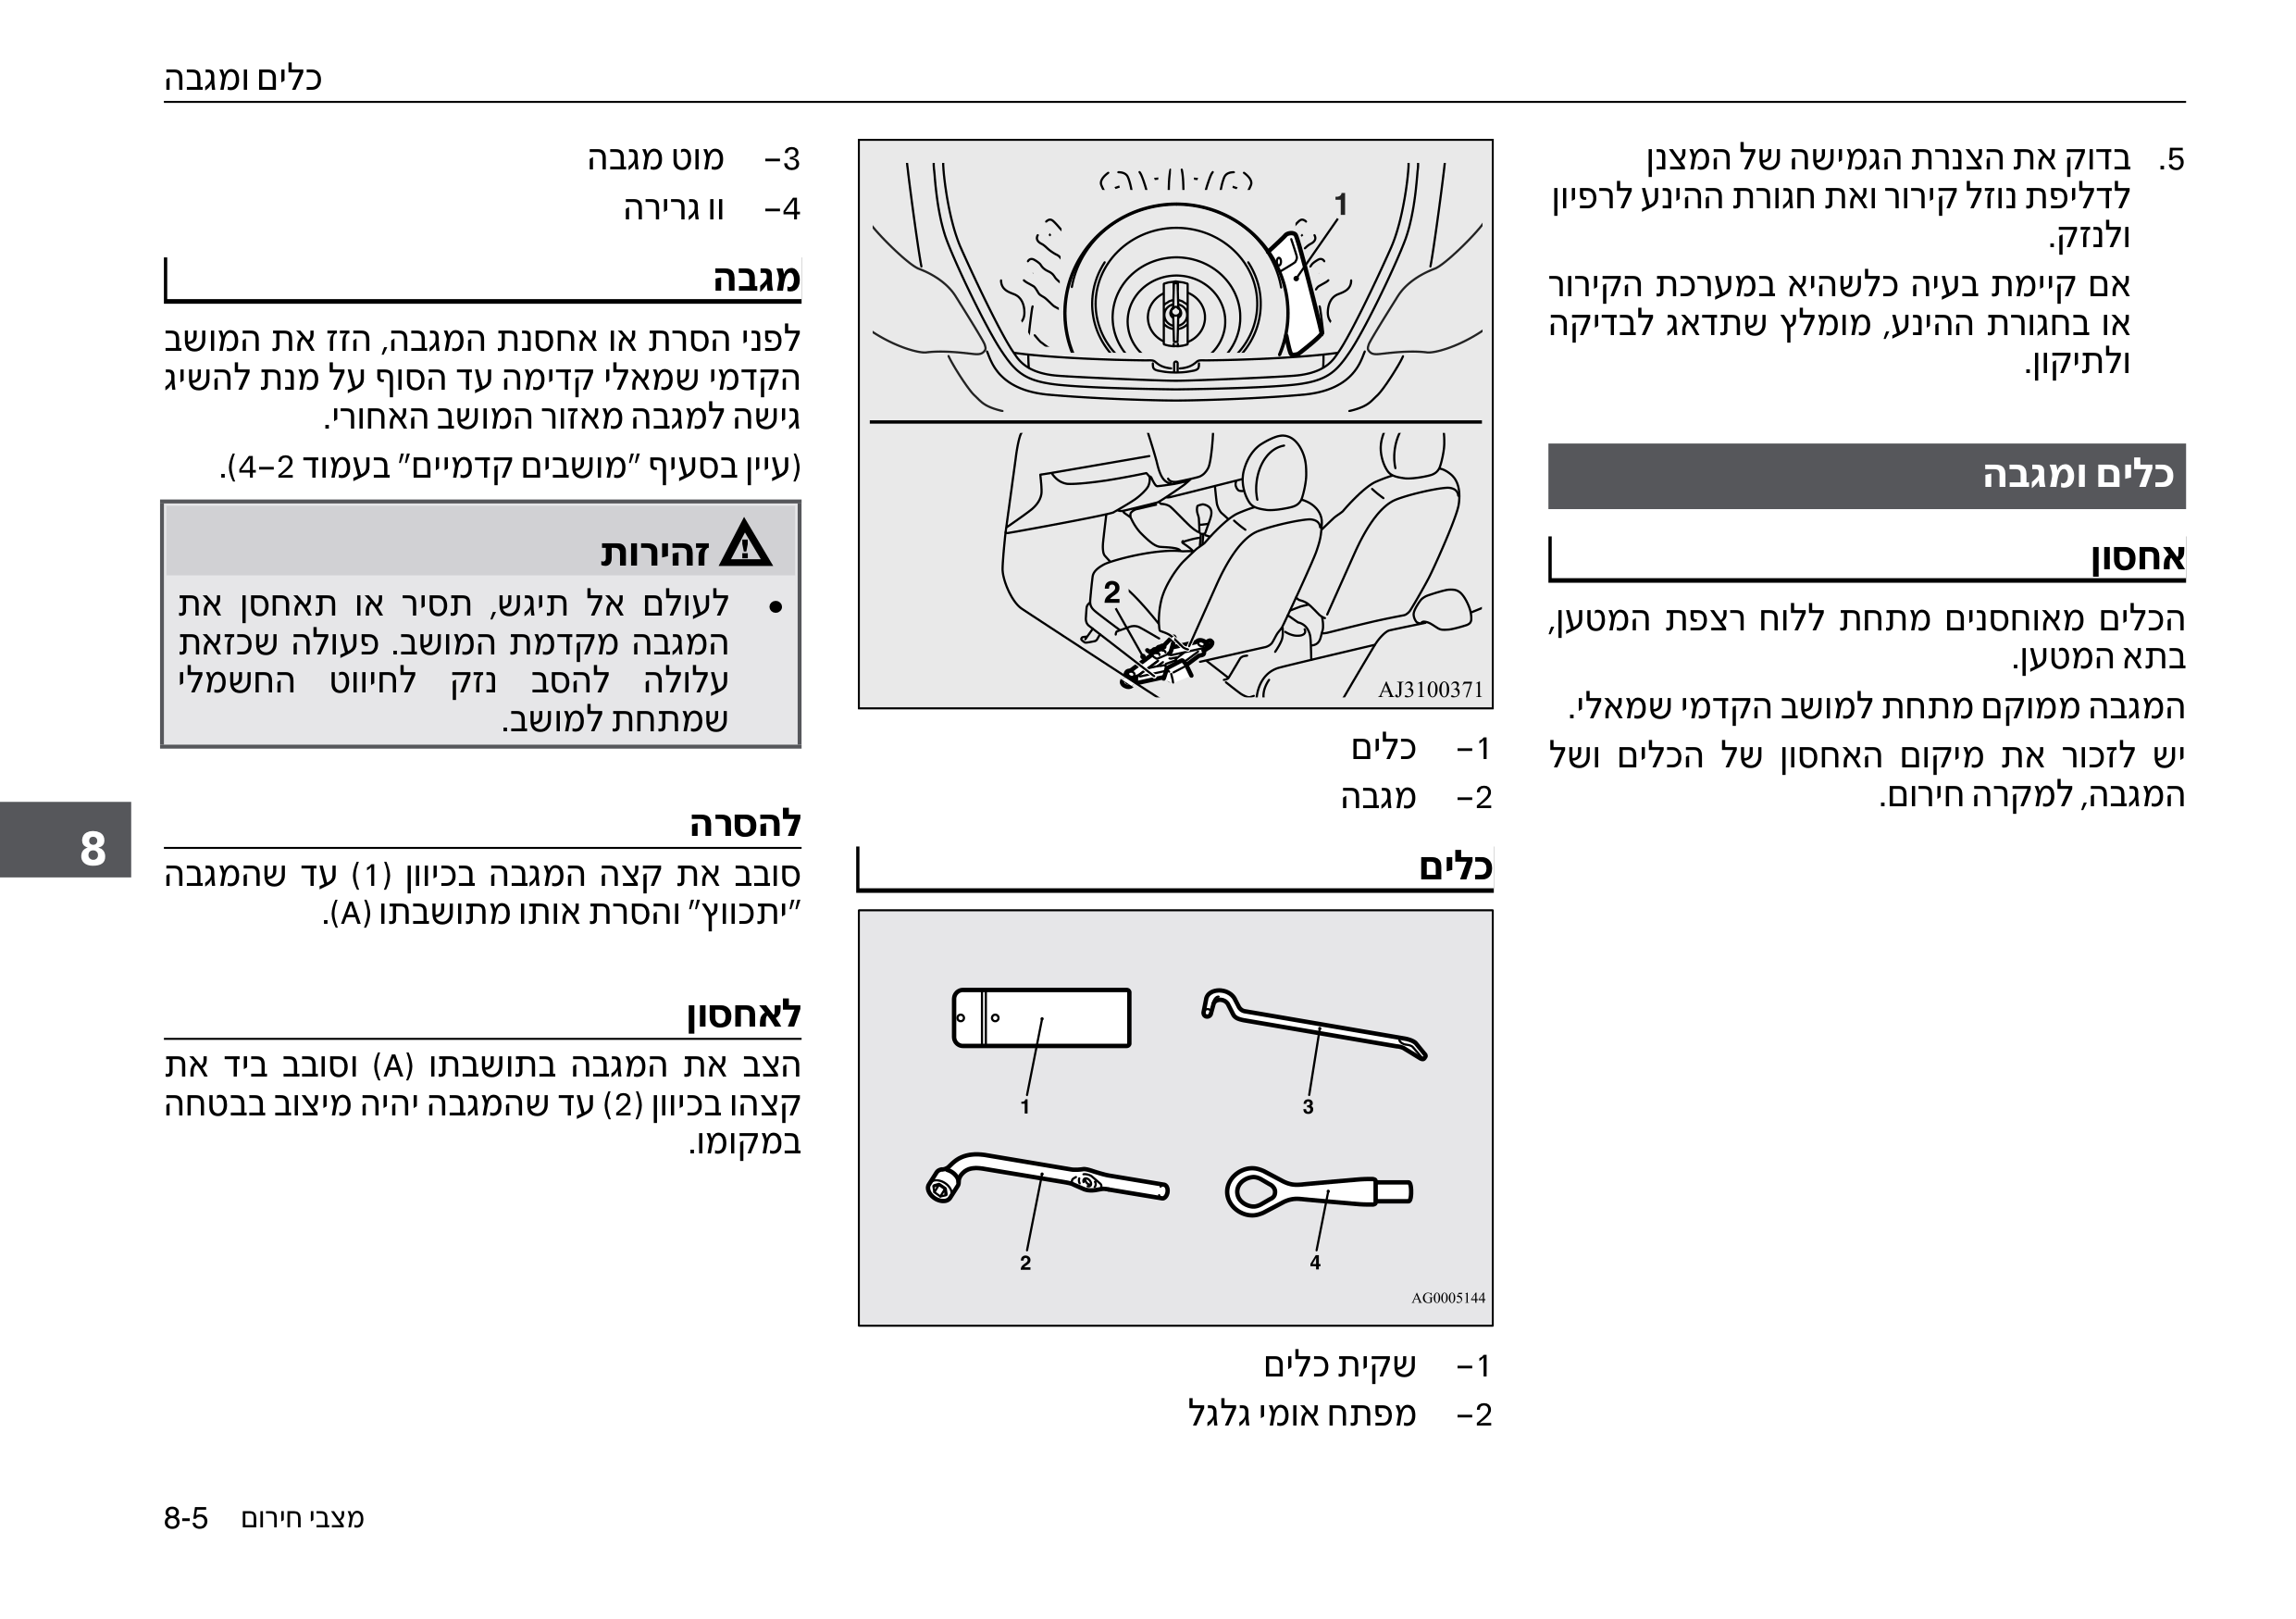 כלים ומגבה
5. בדוק את הצנרת הגמישה של המצנן
לדליפת נוזל קירור ואת חגורת ההינע לרפיון
ולנזק.
אם קיימת בעיה כלשהיא במערכת הקירור
או בחגורת ההינע, מומלץ שתדאג לבדיקה
ולתיקון.
כלים ומגבה
אחסון
הכלים מאוחסנים מתחת ללוח רצפת המטען,
בתא המטען.
המגבה ממוקם מתחת למושב הקדמי שמאלי.
יש לזכור את מיקום האחסון של הכלים ושל
המגבה, למקרה חירום.
1
2
AJ3100371
1– כלים
2– מגבה
כלים
1
3
2
4
AG0005144
1– שקית כלים
2– מפתח אומי גלגל
3– מוט מגבה
4– וו גרירה
מגבה
לפני הסרת או אחסנת המגבה, הזז את המושב
הקדמי שמאלי קדימה עד הסוף על מנת להשיג
גישה למגבה מאזור המושב האחורי.
(עיין בסעיף "מושבים קדמיים" בעמוד 4–2).
זהירות
• לעולם אל תיגש, תסיר או תאחסן את
המגבה מקדמת המושב. פעולה שכזאת
עלולה להסב נזק לחיווט החשמלי
שמתחת למושב.
להסרה
סובב את קצה המגבה בכיוון (1) עד שהמגבה
"יתכווץ" והסרת אותו מתושבתו (A).
לאחסון
הצב את המגבה בתושבתו (A) וסובב ביד את
קצהו בכיוון (2) עד שהמגבה יהיה מיצוב בבטחה
במקומו.
8
מצבי חירום 8-5